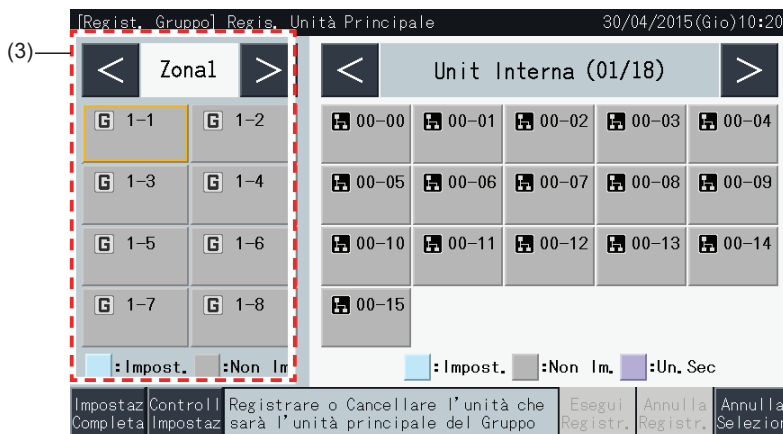 [Regist. Gruppo] Regis. Unità Principale 30/04/2015(Gio)10:20
(3)
< Zona1 > < Unit Interna (01/18) >
G 1-1 G 1-2 00-00 00-01 00-02 00-03 00-04
G 1-3 G 1-4 00-05 00-06 00-07 00-08 00-09
G 1-5 G 1-6 00-10 00-11 00-12 00-13 00-14
G 1-7 G 1-8 00-15
:Impost. :Non Im :Impost. :Non Im. :Un.Sec
Impostaz Controll Registrare o Cancellare l'unità che Esegui Annulla Annulla
Completa Impostaz sarà l'unità principale del Gruppo Registr. Registr. Selezio